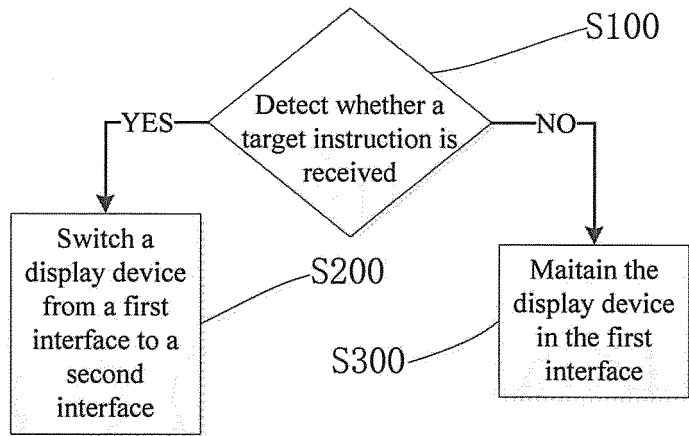 S100
Detect whether a
target instruction is
received
YES
NO
Switch a
display device
from a first
interface to a
second
interface
S200
Maitain the
display device
in the first
interface
S300